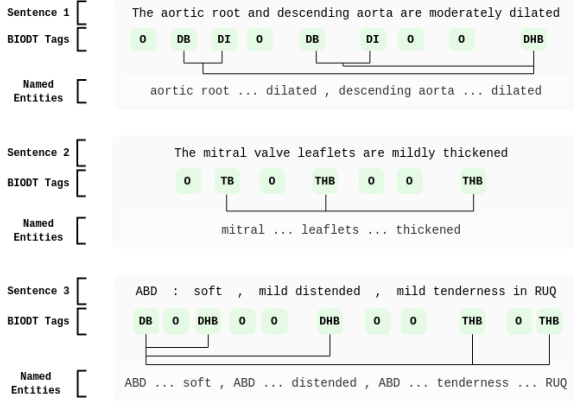 Sentence 1
The aortic root and descending aorta are moderately dilated
BIODT Tags
O DB DI O DB DI O O DHB
Named
Entities
aortic root ... dilated , descending aorta ... dilated
Sentence 2
The mitral valve leaflets are mildly thickened
BIODT Tags
O TB O THB O O THB
Named
Entities
mitral ... leaflets ... thickened
Sentence 3
ABD : soft , mild distended , mild tenderness in RUQ
BIODT Tags
DB O DHB O O DHB O O THB O THB
Named
Entities
ABD ... soft , ABD ... distended , ABD ... tenderness ... RUQ